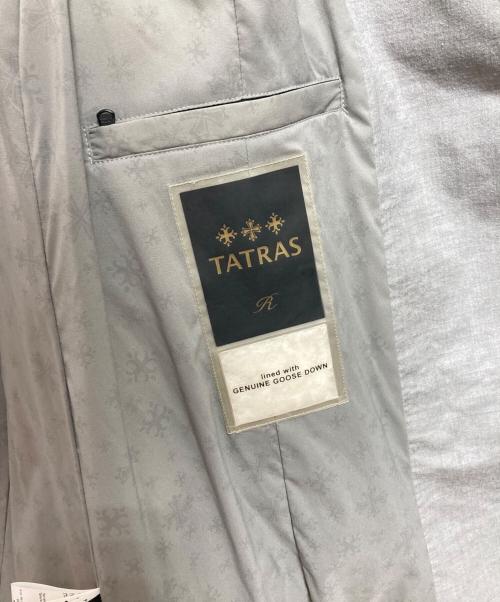 TATRAS
R
lined with
GENUINE GOOSE DOWN